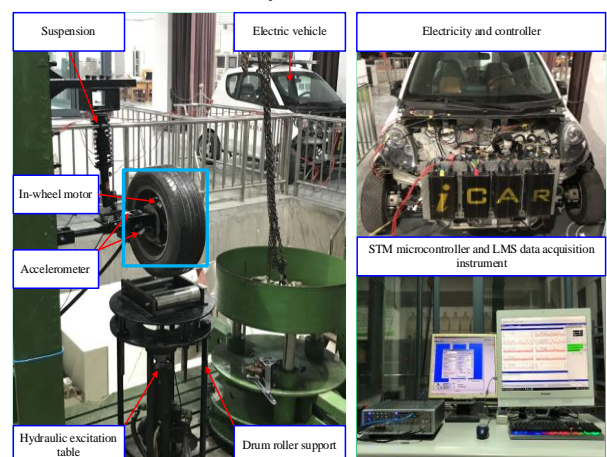 Suspension
Electric vehicle
Electricity and controller
In-wheel motor
iCAR
Accelerometer
STM microcontroller and LMS data acquisition
instrument
Hydraulic excitation
table
Drum roller support